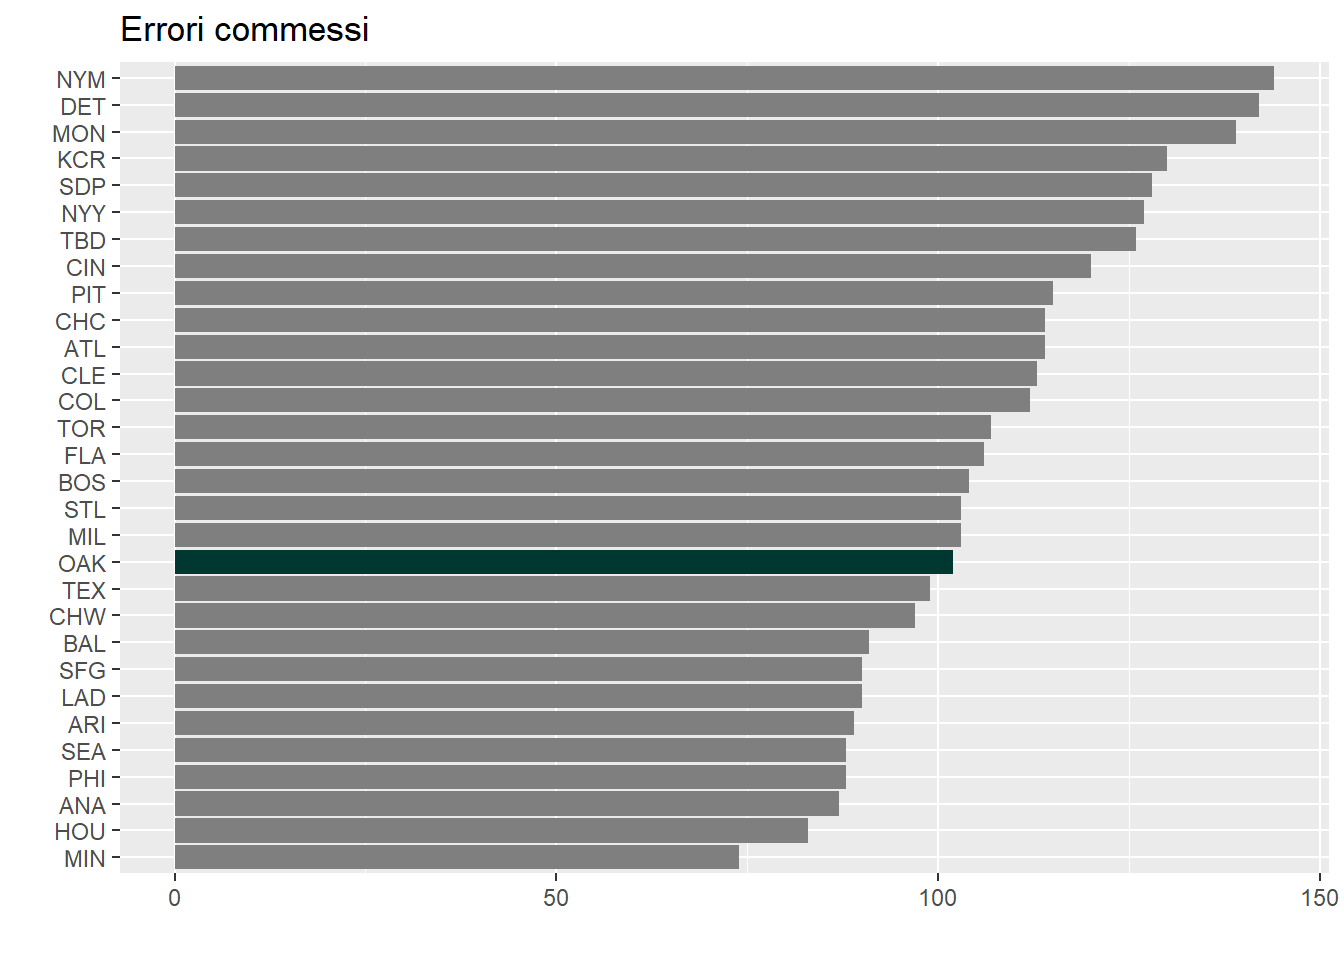 Errori commessi
NYM
DET
MON
KCR
SDP
NYY
TBD
CIN
PIT
CHC
ATL
CLE
COL
TOR
FLA
BOS
STL
MIL
OAK
TEX
CHW
BAL
SFG
LAD
ARI
SEA
PHI
ANA
HOU
MIN
0 50 100 150